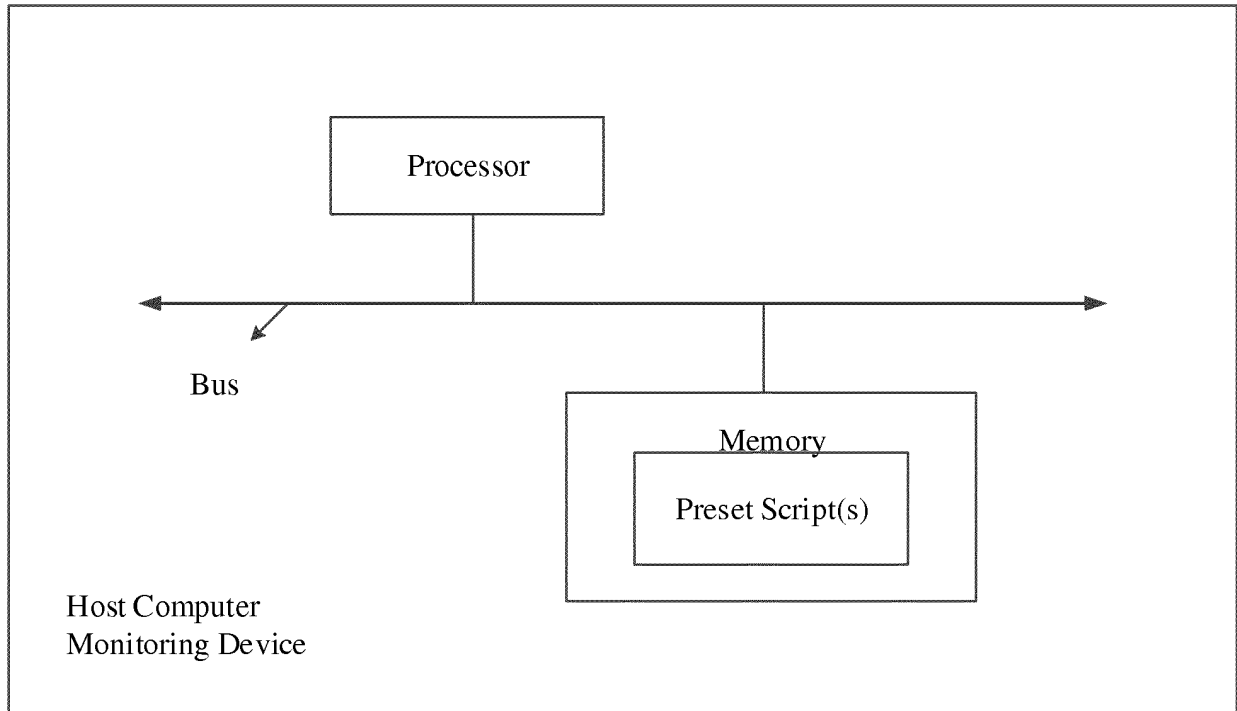 Processor
Bus
Memory
Preset Script(s)
Host Computer
Monitoring Device